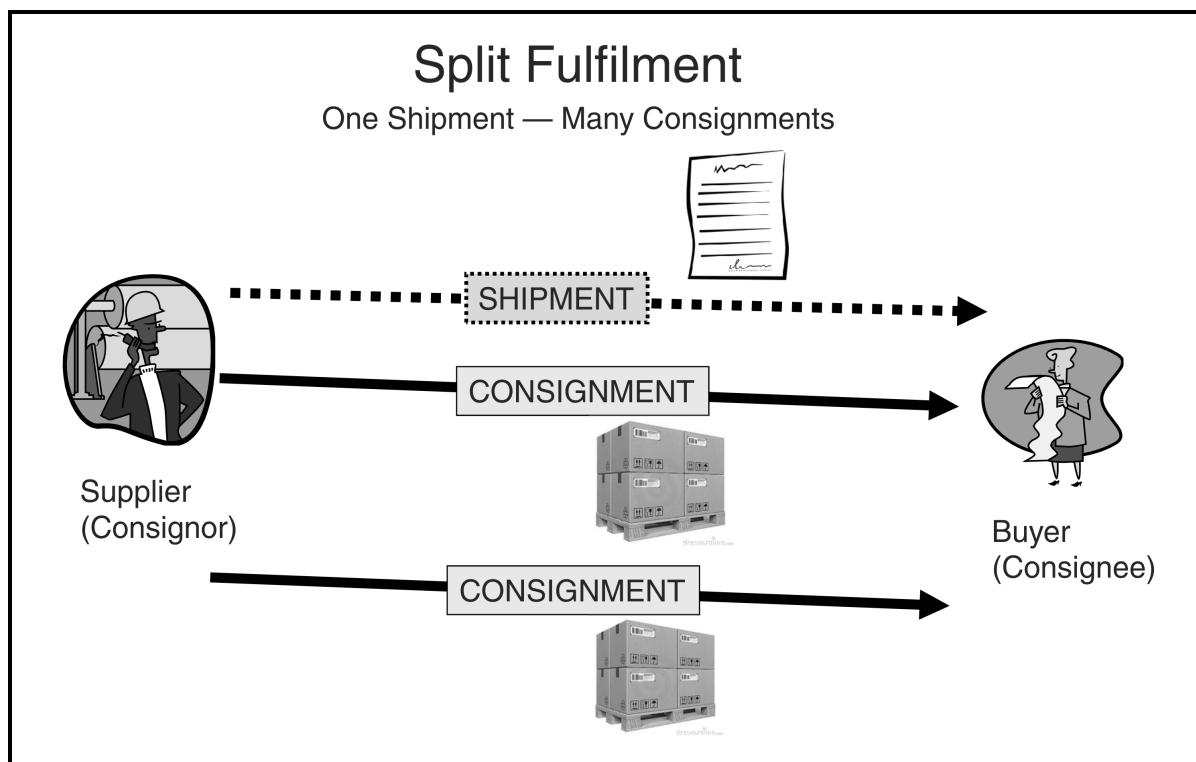 Split Fulfilment
One Shipment — Many Consignments
SHIPMENT
CONSIGNMENT
Supplier
(Consignor)
Buyer
(Consignee)
CONSIGNMENT